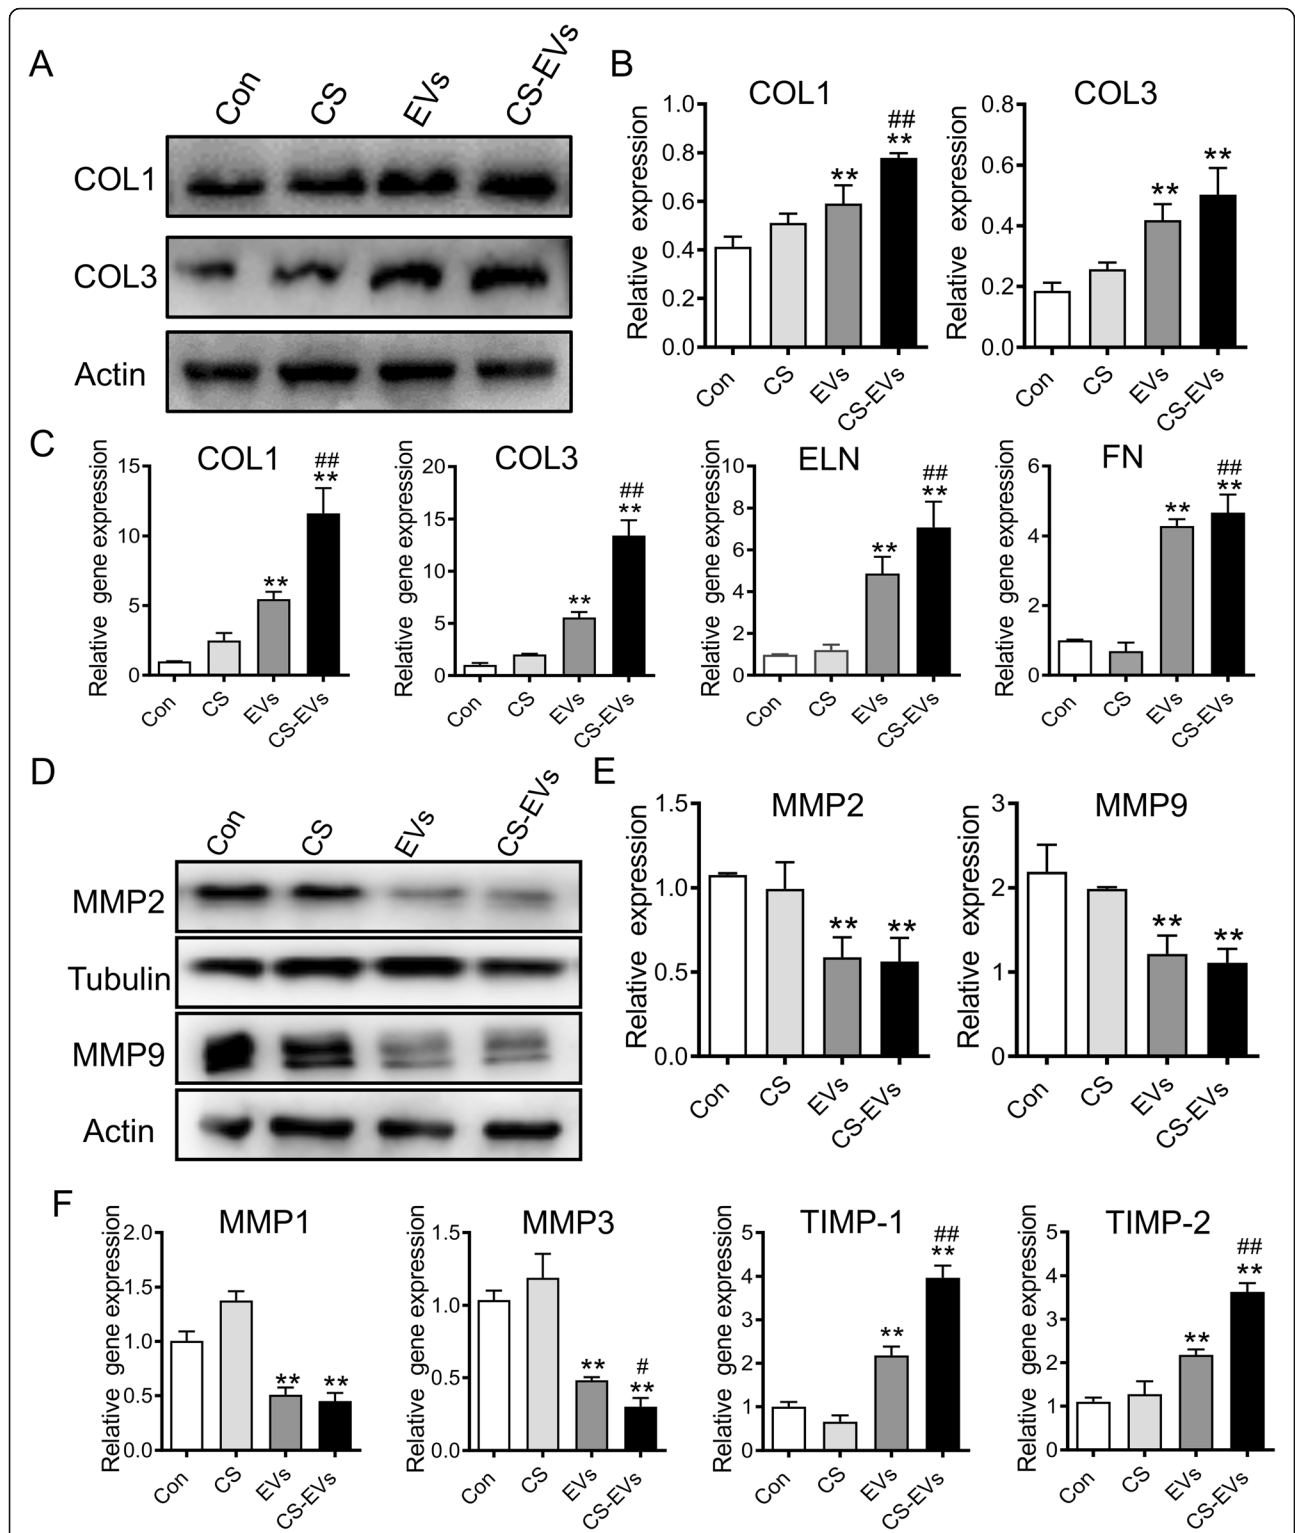 A
Con
CS
EVs
CS-EVs
COL1
COL3
Actin
B
COL1
Relative expression
1.0
0.8
0.6
0.4
0.2
0.0
**
##
**
Con
CS
EVs
CS-EVs
COL3
Relative expression
0.8
0.6
0.4
0.2
0.0
**
**
Con
CS
EVs
CS-EVs
C
COL1
Relative gene expression
15
10
5
0
**
##
**
Con
CS
EVs
CS-EVs
COL3
Relative gene expression
20
15
10
5
0
**
##
**
Con
CS
EVs
CS-EVs
ELN
Relative gene expression
10
8
6
4
2
0
**
##
**
Con
CS
EVs
CS-EVs
FN
Relative gene expression
6
4
2
0
**
##
**
Con
CS
EVs
CS-EVs
D
Con
CS
EVs
CS-EVs
MMP2
Tubulin
MMP9
Actin
E
MMP2
Relative expression
1.5
1.0
0.5
0.0
**
**
Con
CS
EVs
CS-EVs
MMP9
Relative expression
3
2
1
0
**
**
Con
CS
EVs
CS-EVs
F
MMP1
Relative gene expression
2.0
1.5
1.0
0.5
0.0
**
**
Con
CS
EVs
CS-EVs
MMP3
Relative gene expression
1.5
1.0
0.5
0.0
**
#
**
Con
CS
EVs
CS-EVs
TIMP-1
Relative gene expression
5
4
3
2
1
0
**
##
**
Con
CS
EVs
CS-EVs
TIMP-2
Relative gene expression
5
4
3
2
1
0
**
##
**
Con
CS
EVs
CS-EVs